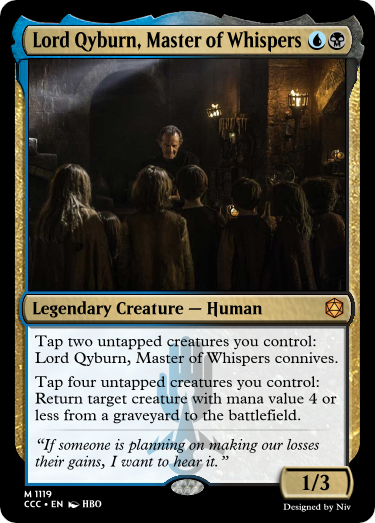 Lord Qyburn, Master of Whispers
Legendary Creature — Human
Tap two untapped creatures you control:
Lord Qyburn, Master of Whispers connives.
Tap four untapped creatures you control:
Return target creature with mana value 4 or
less from a graveyard to the battlefield.
“If someone is planning on making our losses
their gains, I want to hear it.”
1/3
M 1119
CCC • EN HBO
Designed by Niv